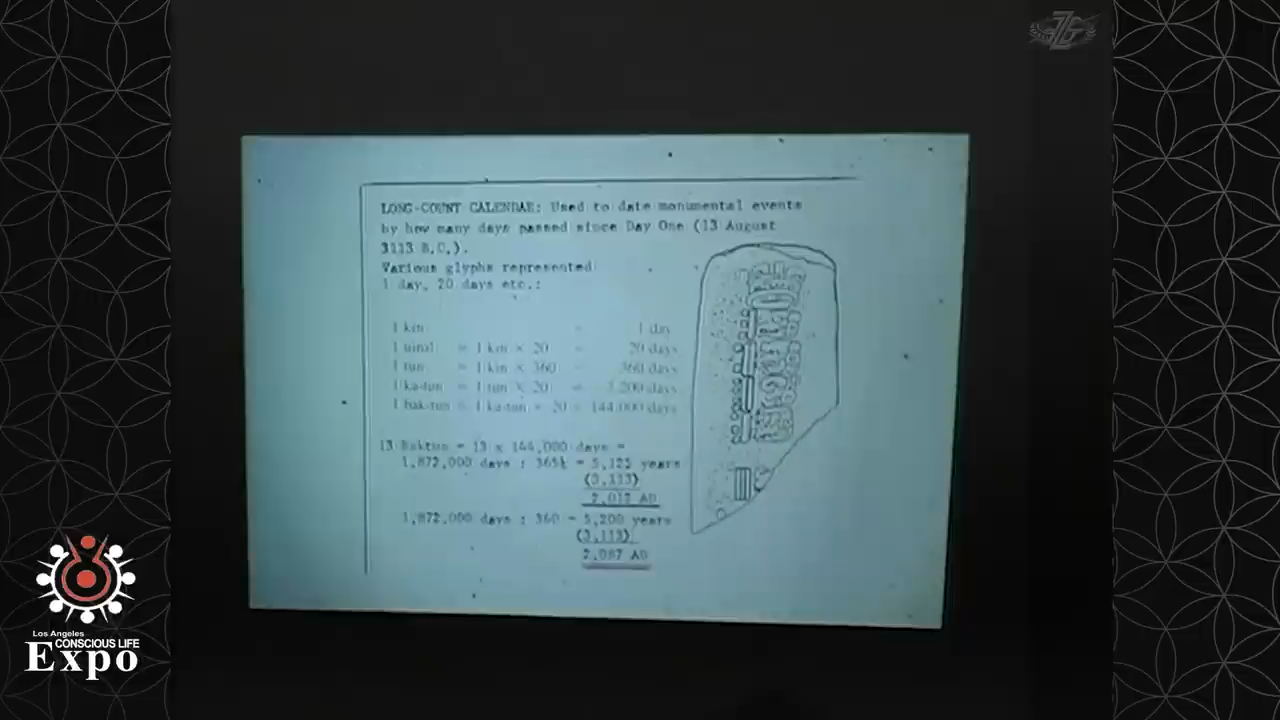 LONG-COUNT CALENDAR: Used to date monumental events
by how many days passed since Day One (13 August
3113 B.C.).
Various glyphs represented
1 day, 20 days etc.:
1 kin = 1 day
1 uinal = 1 kin × 20 = 20 days
1 tun = 1 kin × 360 = 360 days
1 ka-tun = 1 tun × 20 = 7,200 days
1 bak-tun = 1 ka-tun × 20 = 144,000 days
13 Baktun = 13 x 144,000 days =
1,872,000 days : 365¼ = 5,125 years
(3,113)
2,012 AD
1,872,000 days : 360 = 5,200 years
(3,113)
2,087 AD
Los Angeles
CONSCIOUS LIFE
Expo